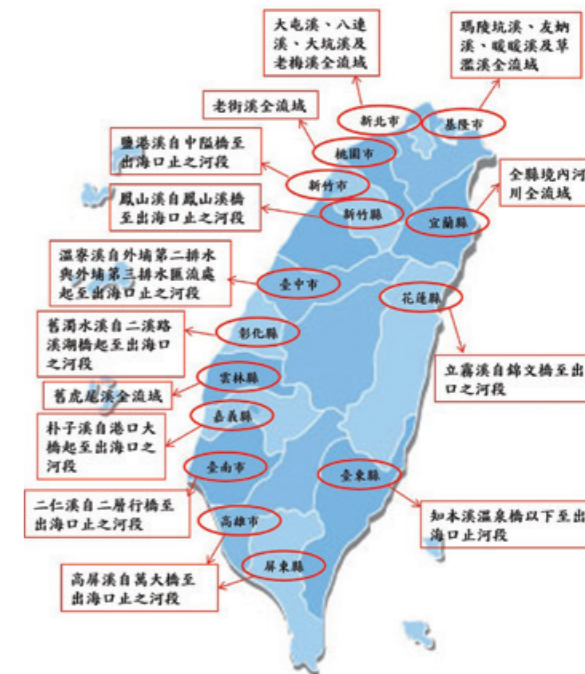 大屯溪、八連
溪、大坑溪及
老梅溪全流域
瑪陵坑溪、友蚋
溪、暖暖溪及草
濫溪全流域
老街溪全流域
新北市
基隆市
鹽港溪自中隘橋至
出海口止之河段
桃園市
全縣境內河
川全流域
新竹市
鳳山溪自鳳山溪橋
至出海口止之河段
新竹縣
宜蘭縣
溫寮溪自外埔第二排水
與外埔第三排水匯流處
起至出海口止之河段
臺中市
花蓮縣
舊濁水溪自二溪路
溪湖橋起至出海口
之河段
彰化縣
立霧溪自錦文橋至出
口之河段
雲林縣
舊虎尾溪全流域
嘉義縣
朴子溪自港口大
橋起至出海口之
河段
臺南市
臺東縣
二仁溪自二層行橋至
出海口止之河段
知本溪溫泉橋以下至出
海口止河段
高雄市
屏東縣
高屏溪自萬大橋至
出海口止之河段